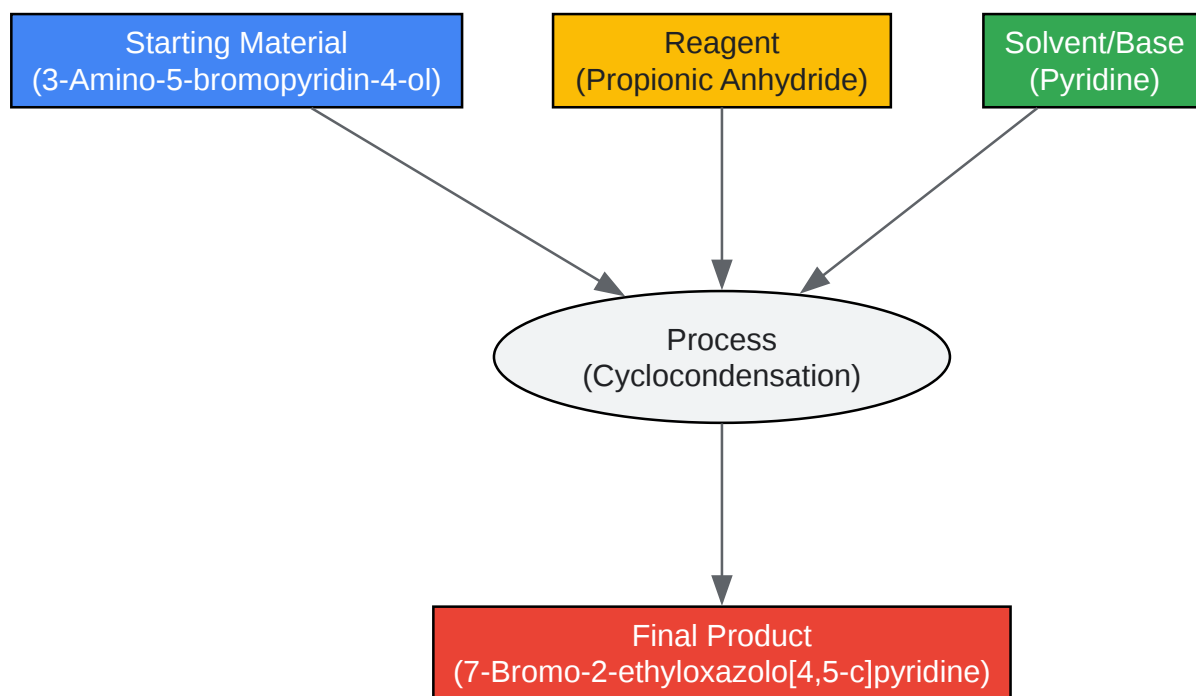 Starting Material
(3-Amino-5-bromopyridin-4-ol)
Reagent
(Propionic Anhydride)
Solvent/Base
(Pyridine)
Process
(Cyclocondensation)
Final Product
(7-Bromo-2-ethyloxazolo[4,5-c]pyridine)